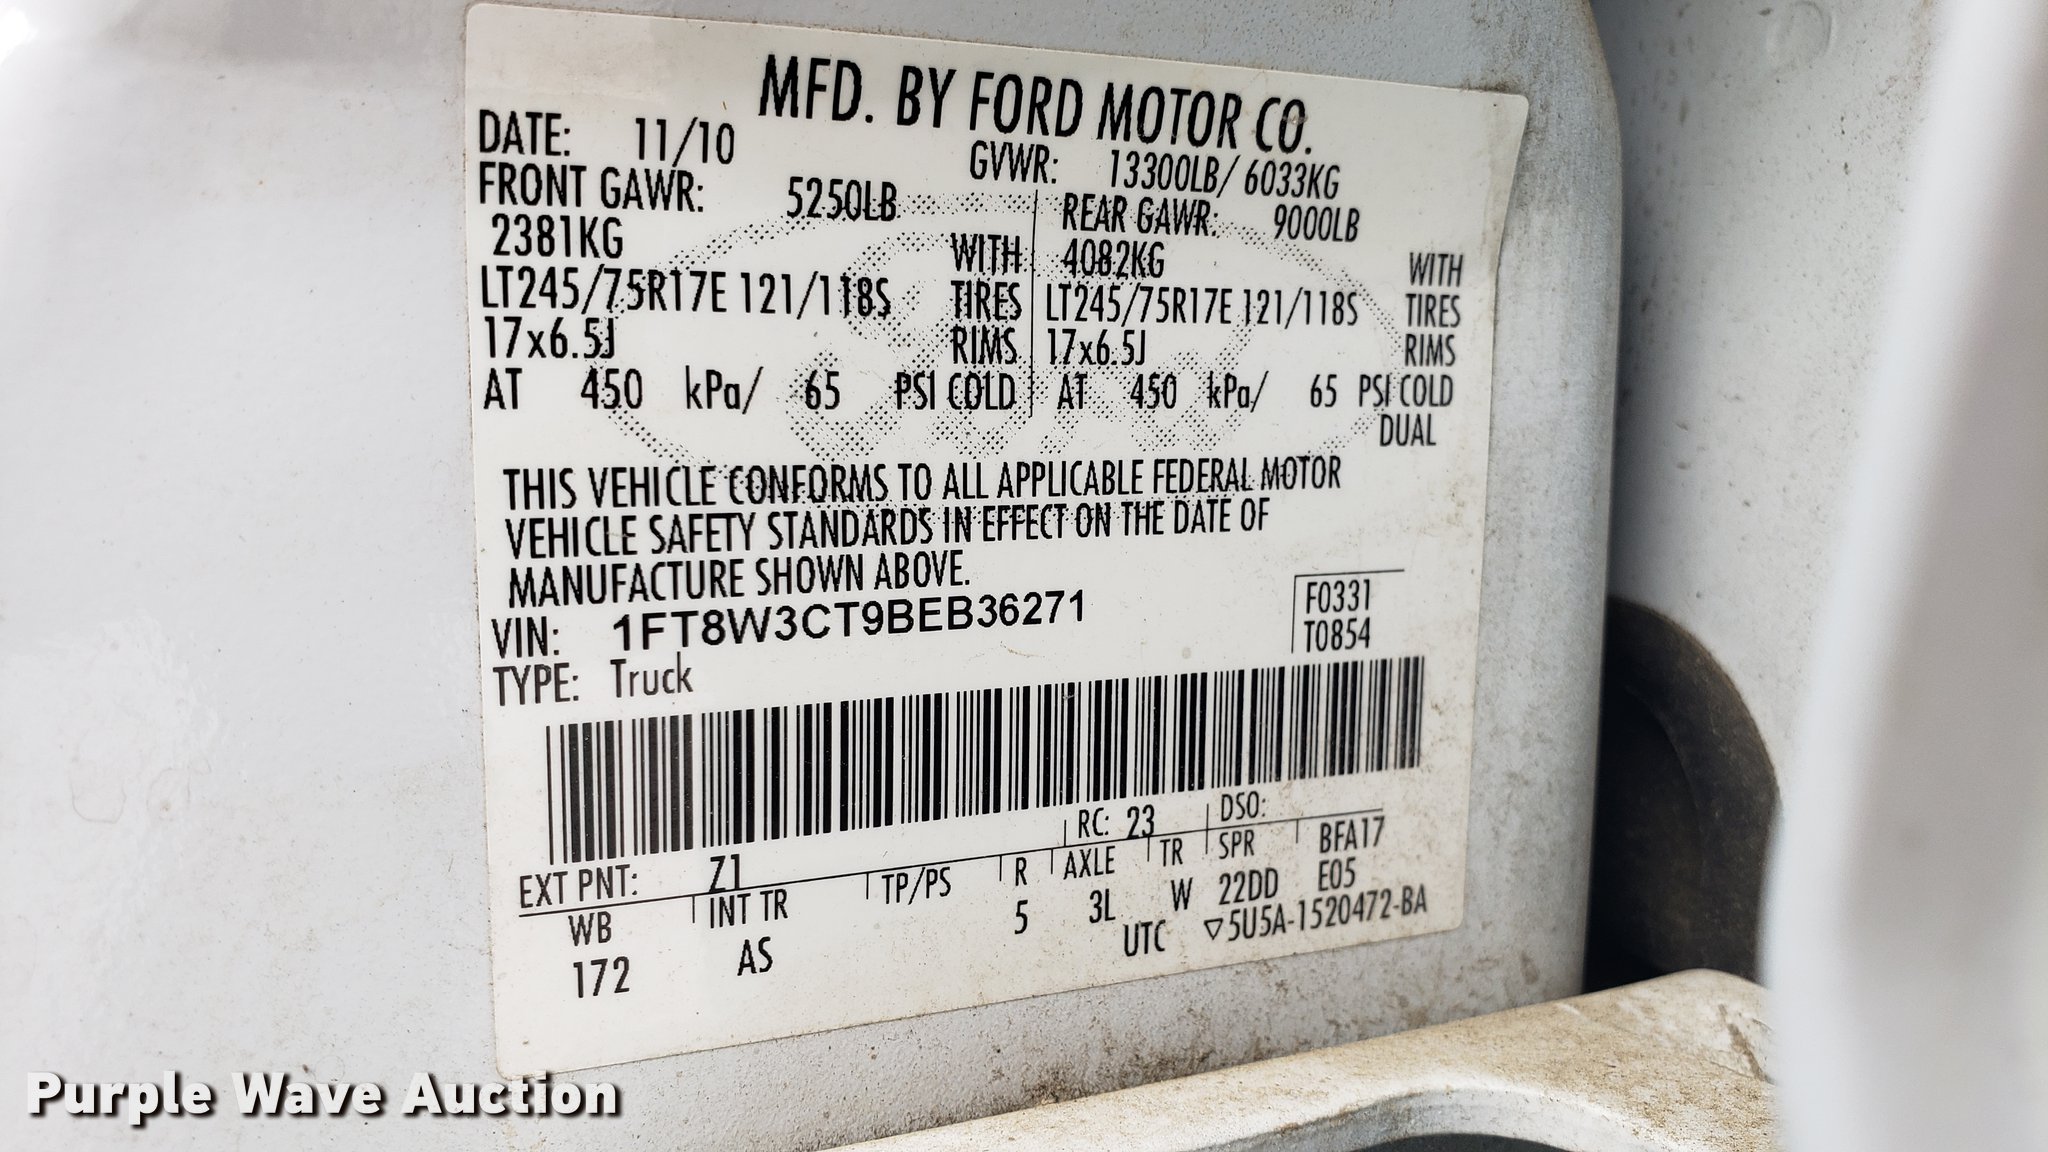 MFD. BY FORD MOTOR CO.
DATE: 11/10 GVWR: 13300LB/ 6033KG
FRONT GAWR: 5250LB REAR GAWR: 9000LB
2381KG WITH 4082KG WITH
LT245/75R17E 121/118S TIRES LT245/75R17E 121/118S TIRES
17x6.5J RIMS 17x6.5J RIMS
AT 450 kPa/ 65 PSI COLD AT 450 kPa/ 65 PSI COLD
DUAL
THIS VEHICLE CONFORMS TO ALL APPLICABLE FEDERAL MOTOR
VEHICLE SAFETY STANDARDS IN EFFECT ON THE DATE OF
MANUFACTURE SHOWN ABOVE.
VIN: 1FT8W3CT9BEB36271 F0331
TYPE: Truck T0854
RC: 23 DSO:
EXT PNT: Z1
WB INT TR TP/PS R AXLE TR SPR BFA17
172 AS 5 3L W 22DD E05
UTC ▽5U5A-1520472-BA
Purple Wave Auction